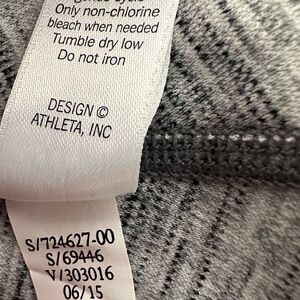 Only non-chlorine
bleach when needed
Tumble dry low
Do not iron
DESIGN ©
ATHLETA, INC
S/724627-00
S/69446
V/303016
06/15